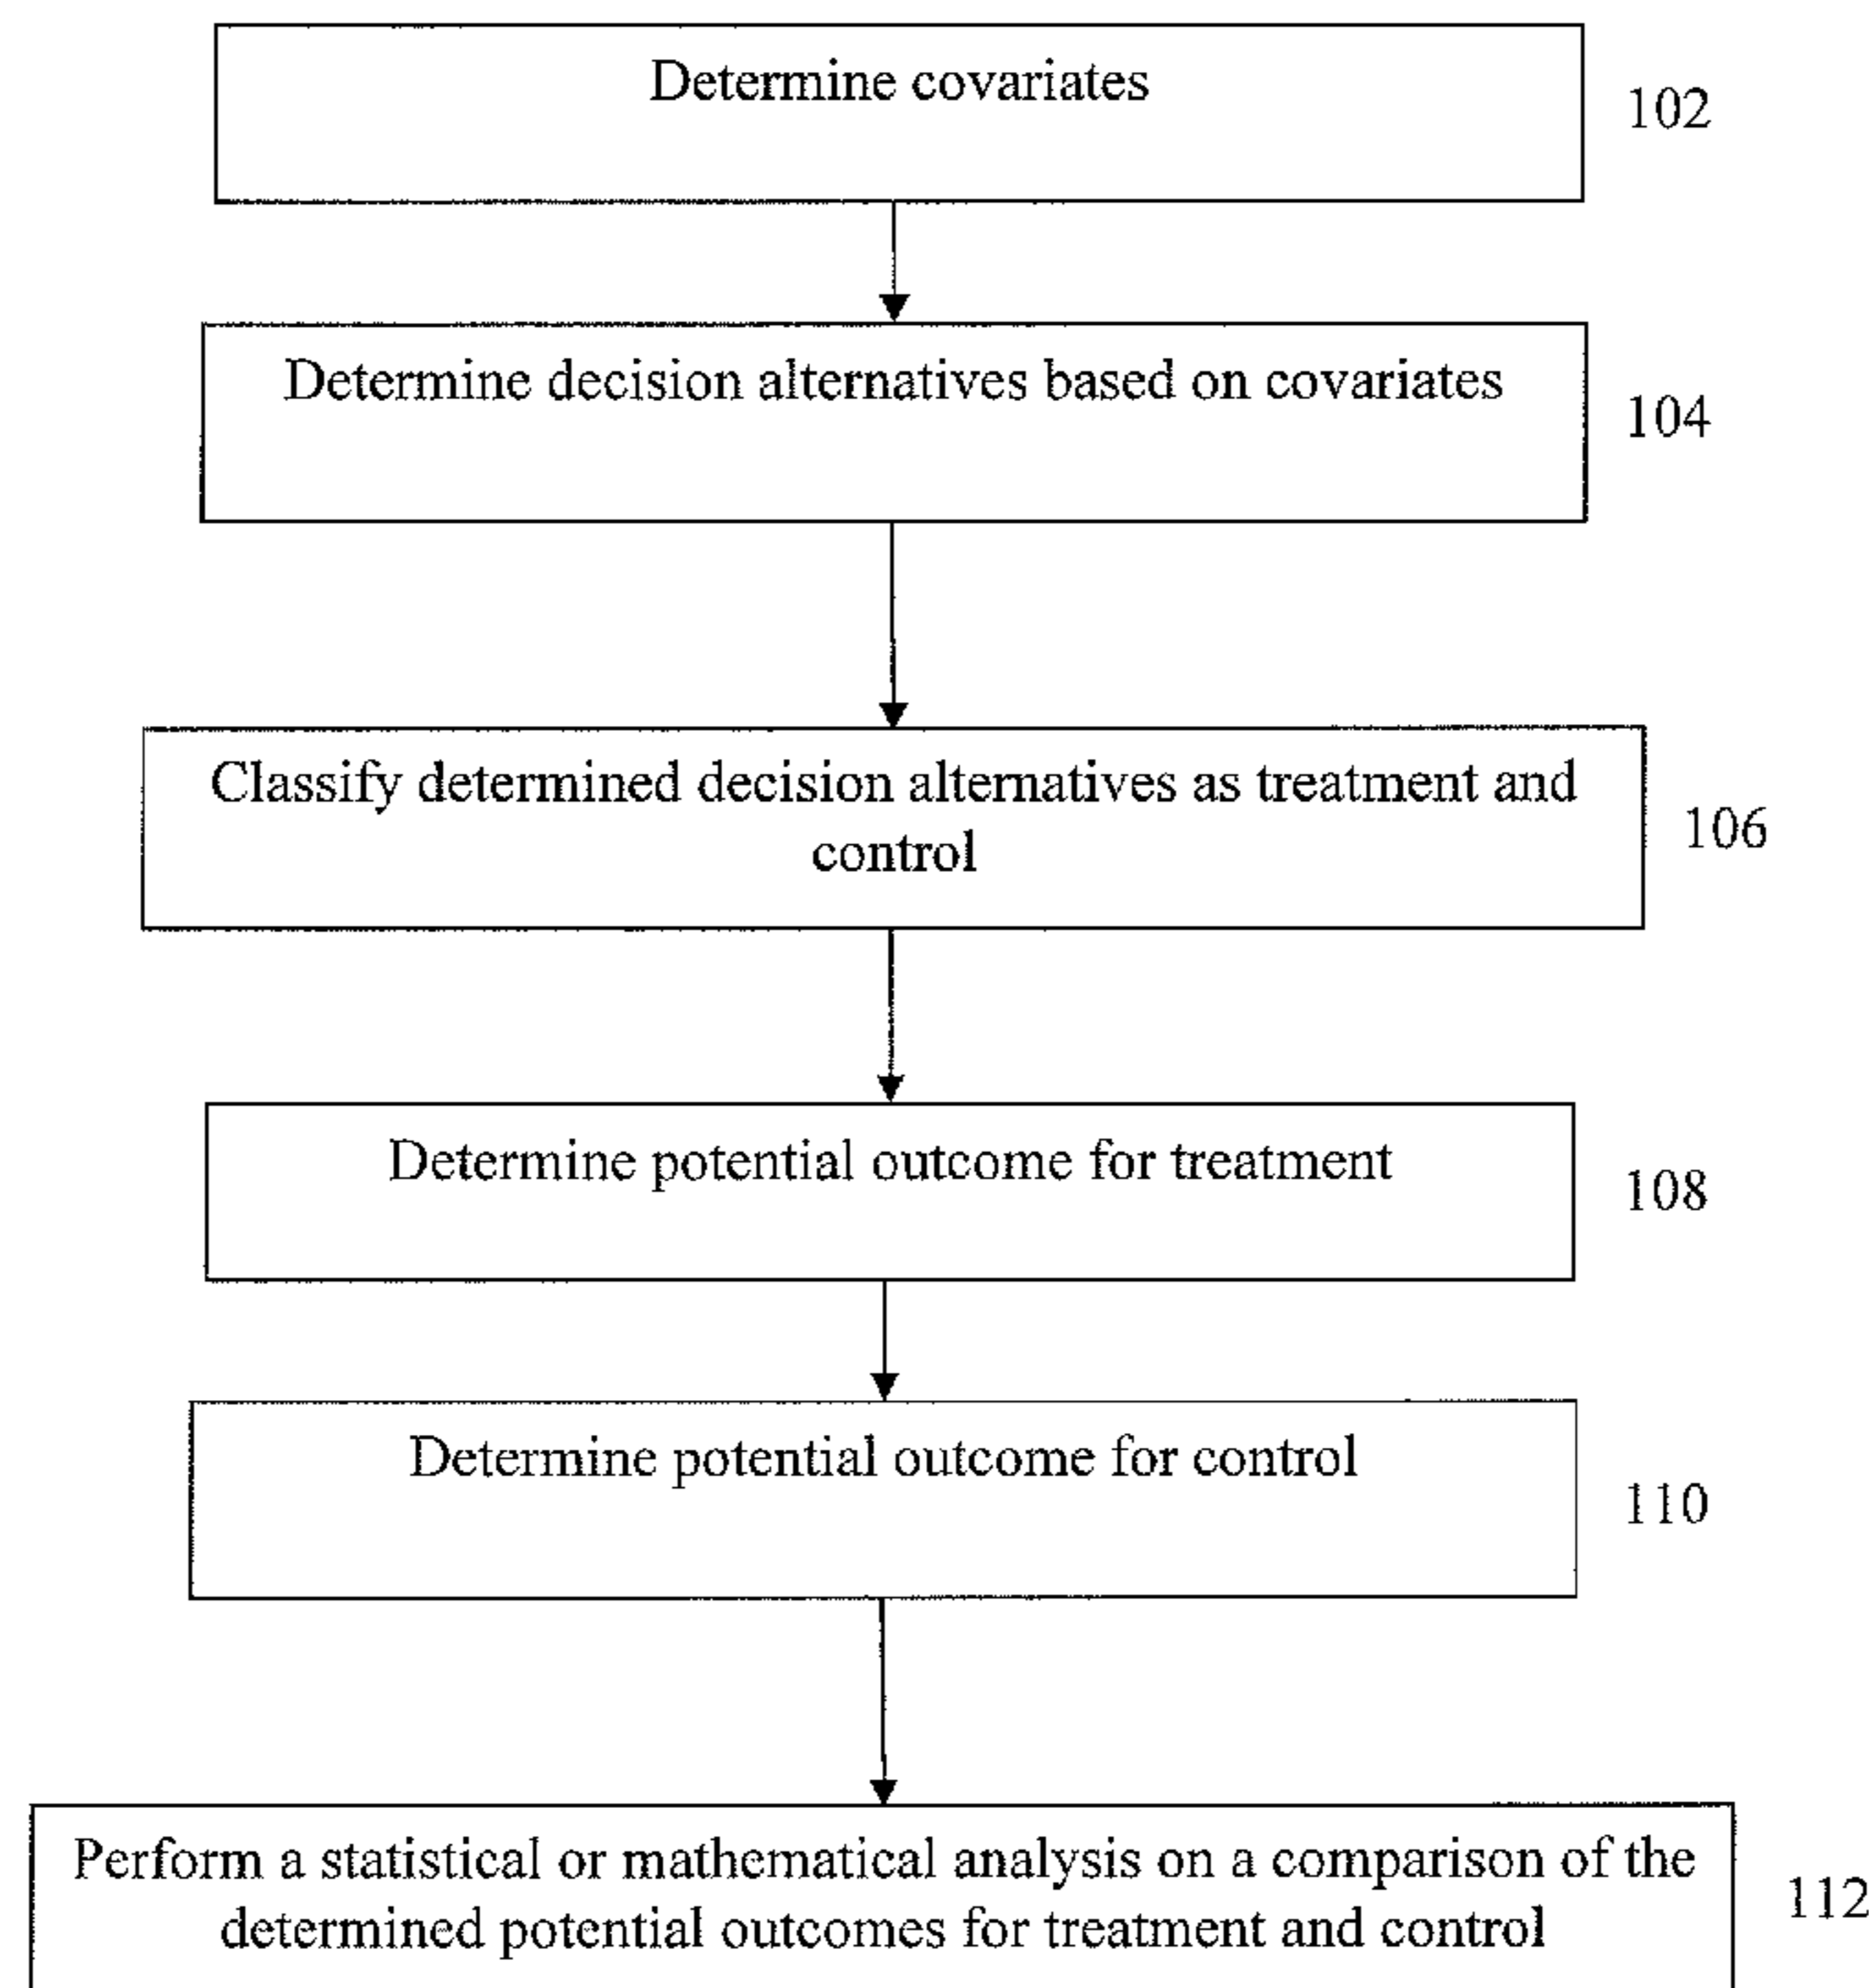 Determine covariates
102
Determine decision alternatives based on covariates
104
Classify determined decision alternatives as treatment and
control
106
Determine potential outcome for treatment
108
Determine potential outcome for control
110
Perform a statistical or mathematical analysis on a comparison of the
determined potential outcomes for treatment and control
112